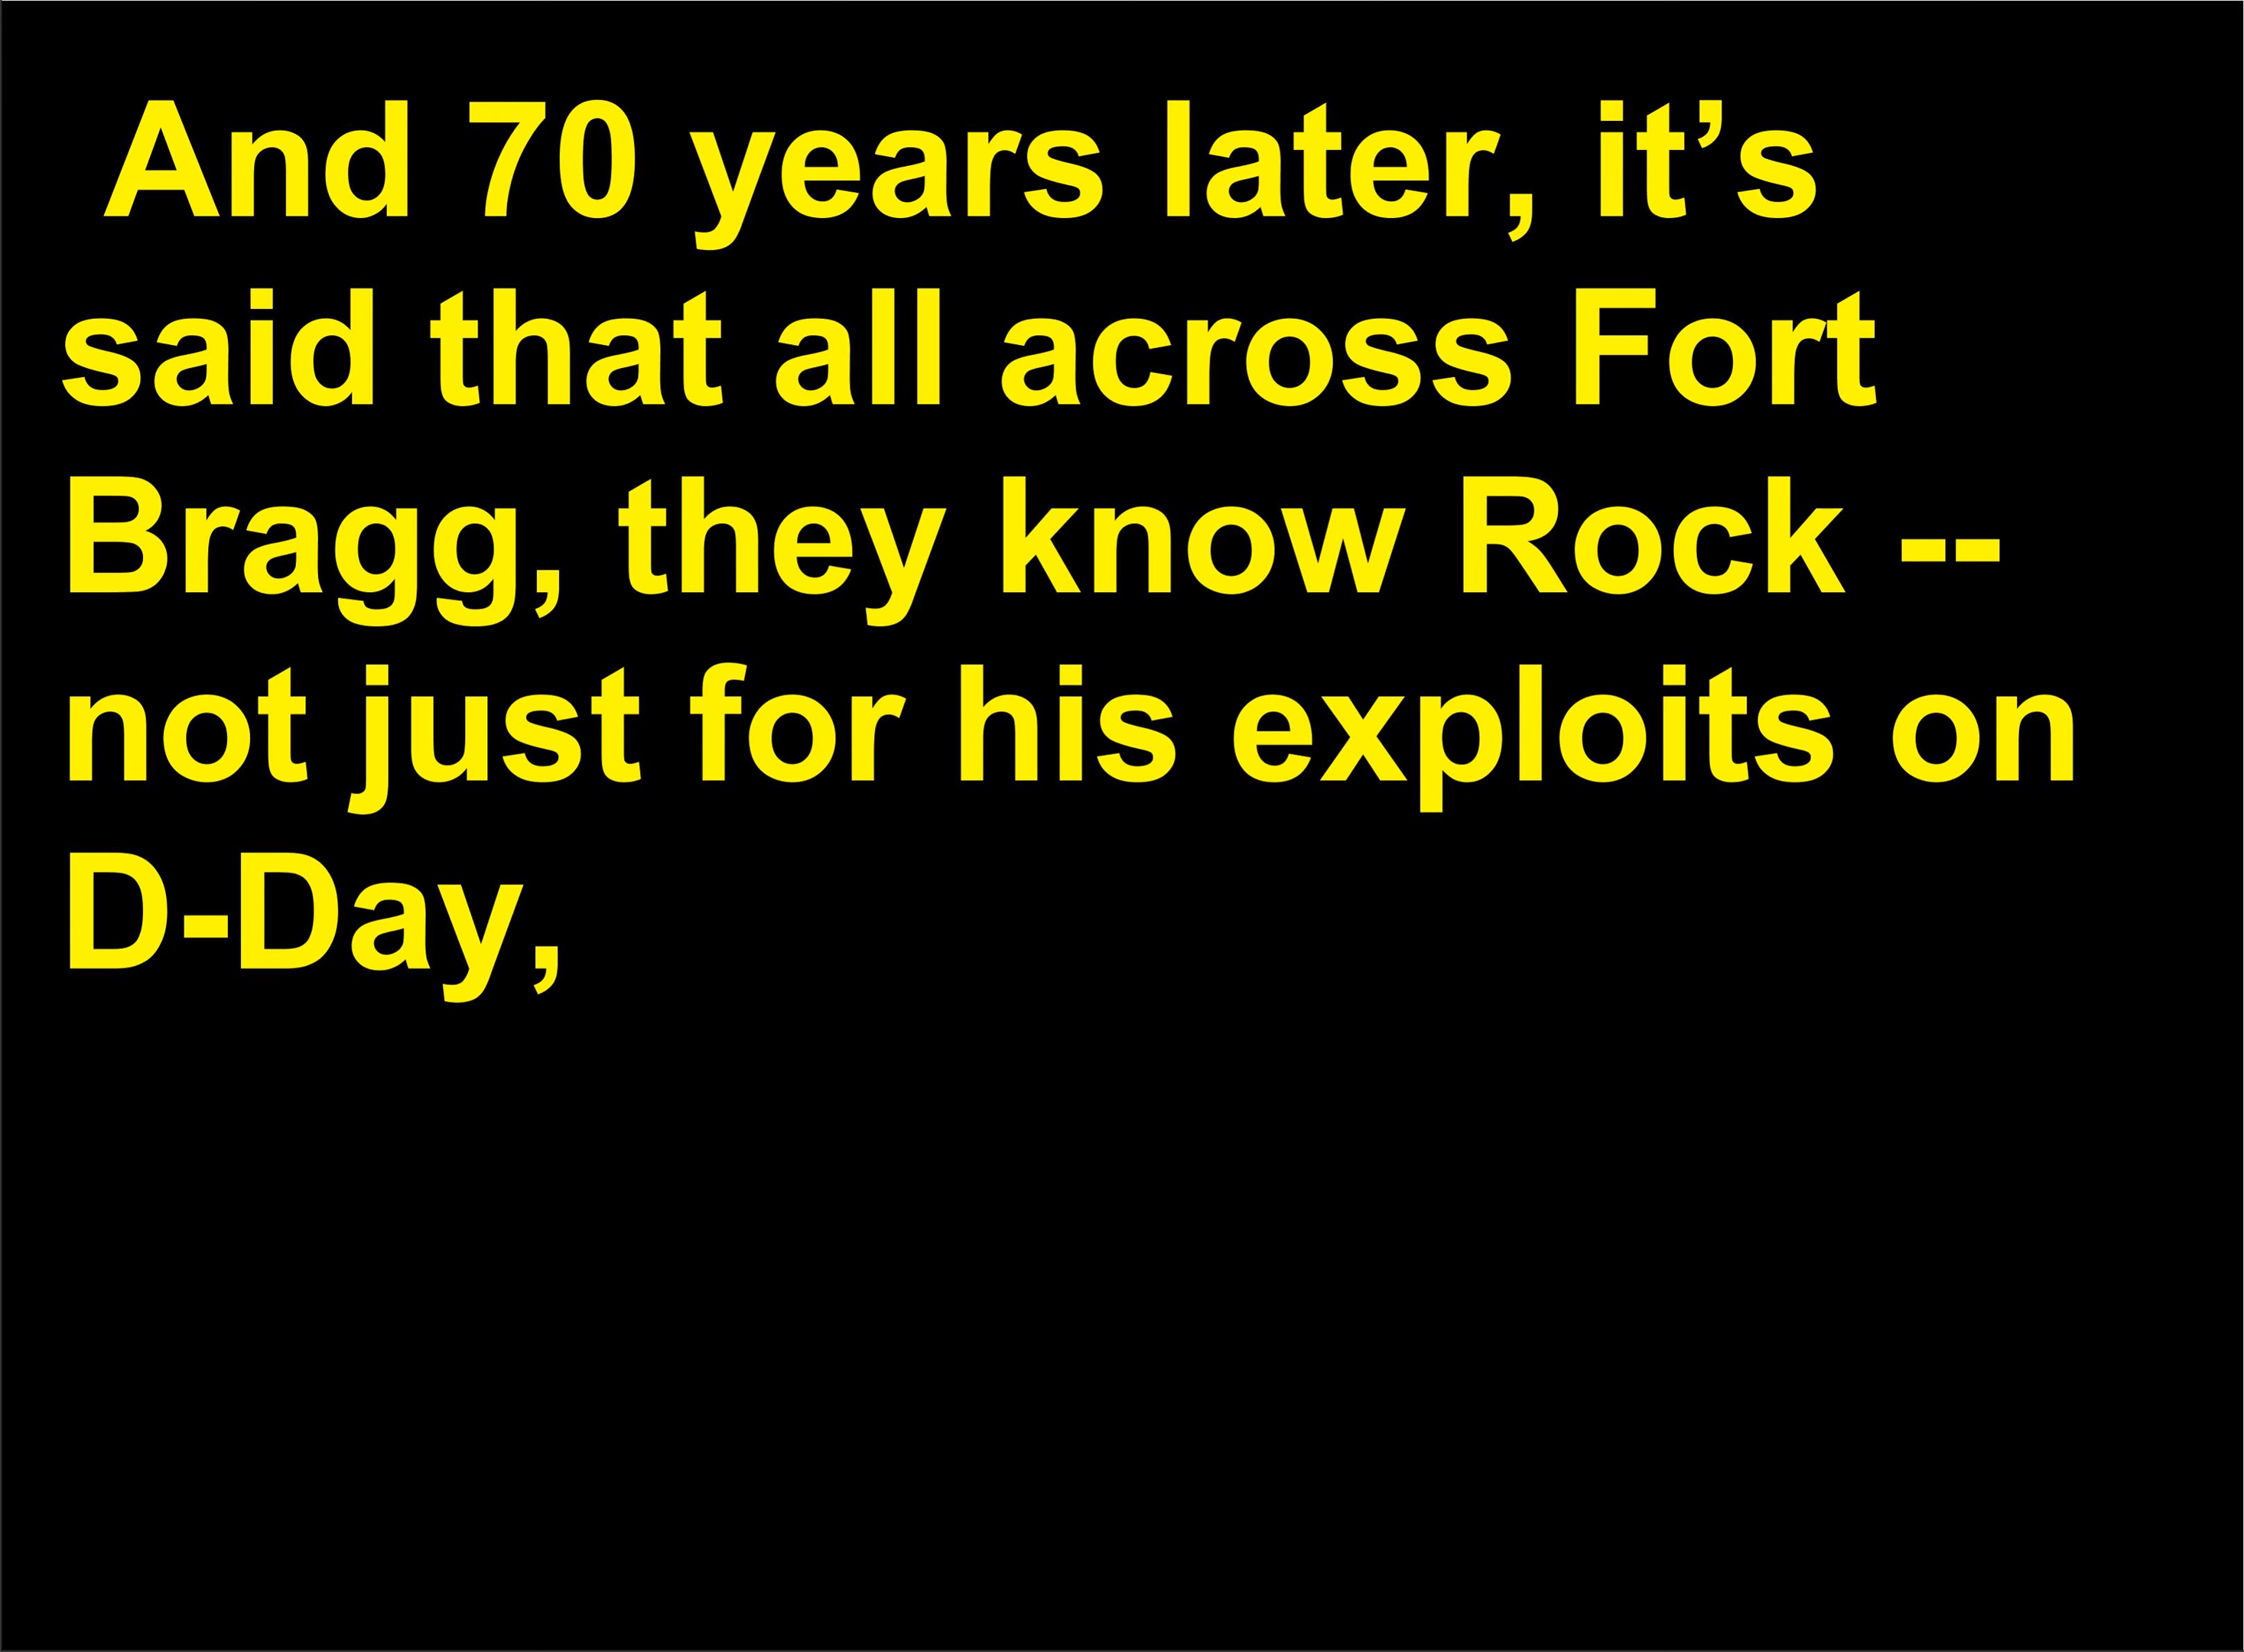 And 70 years later, it’s
said that all across Fort
Bragg, they know Rock --
not just for his exploits on
D-Day,